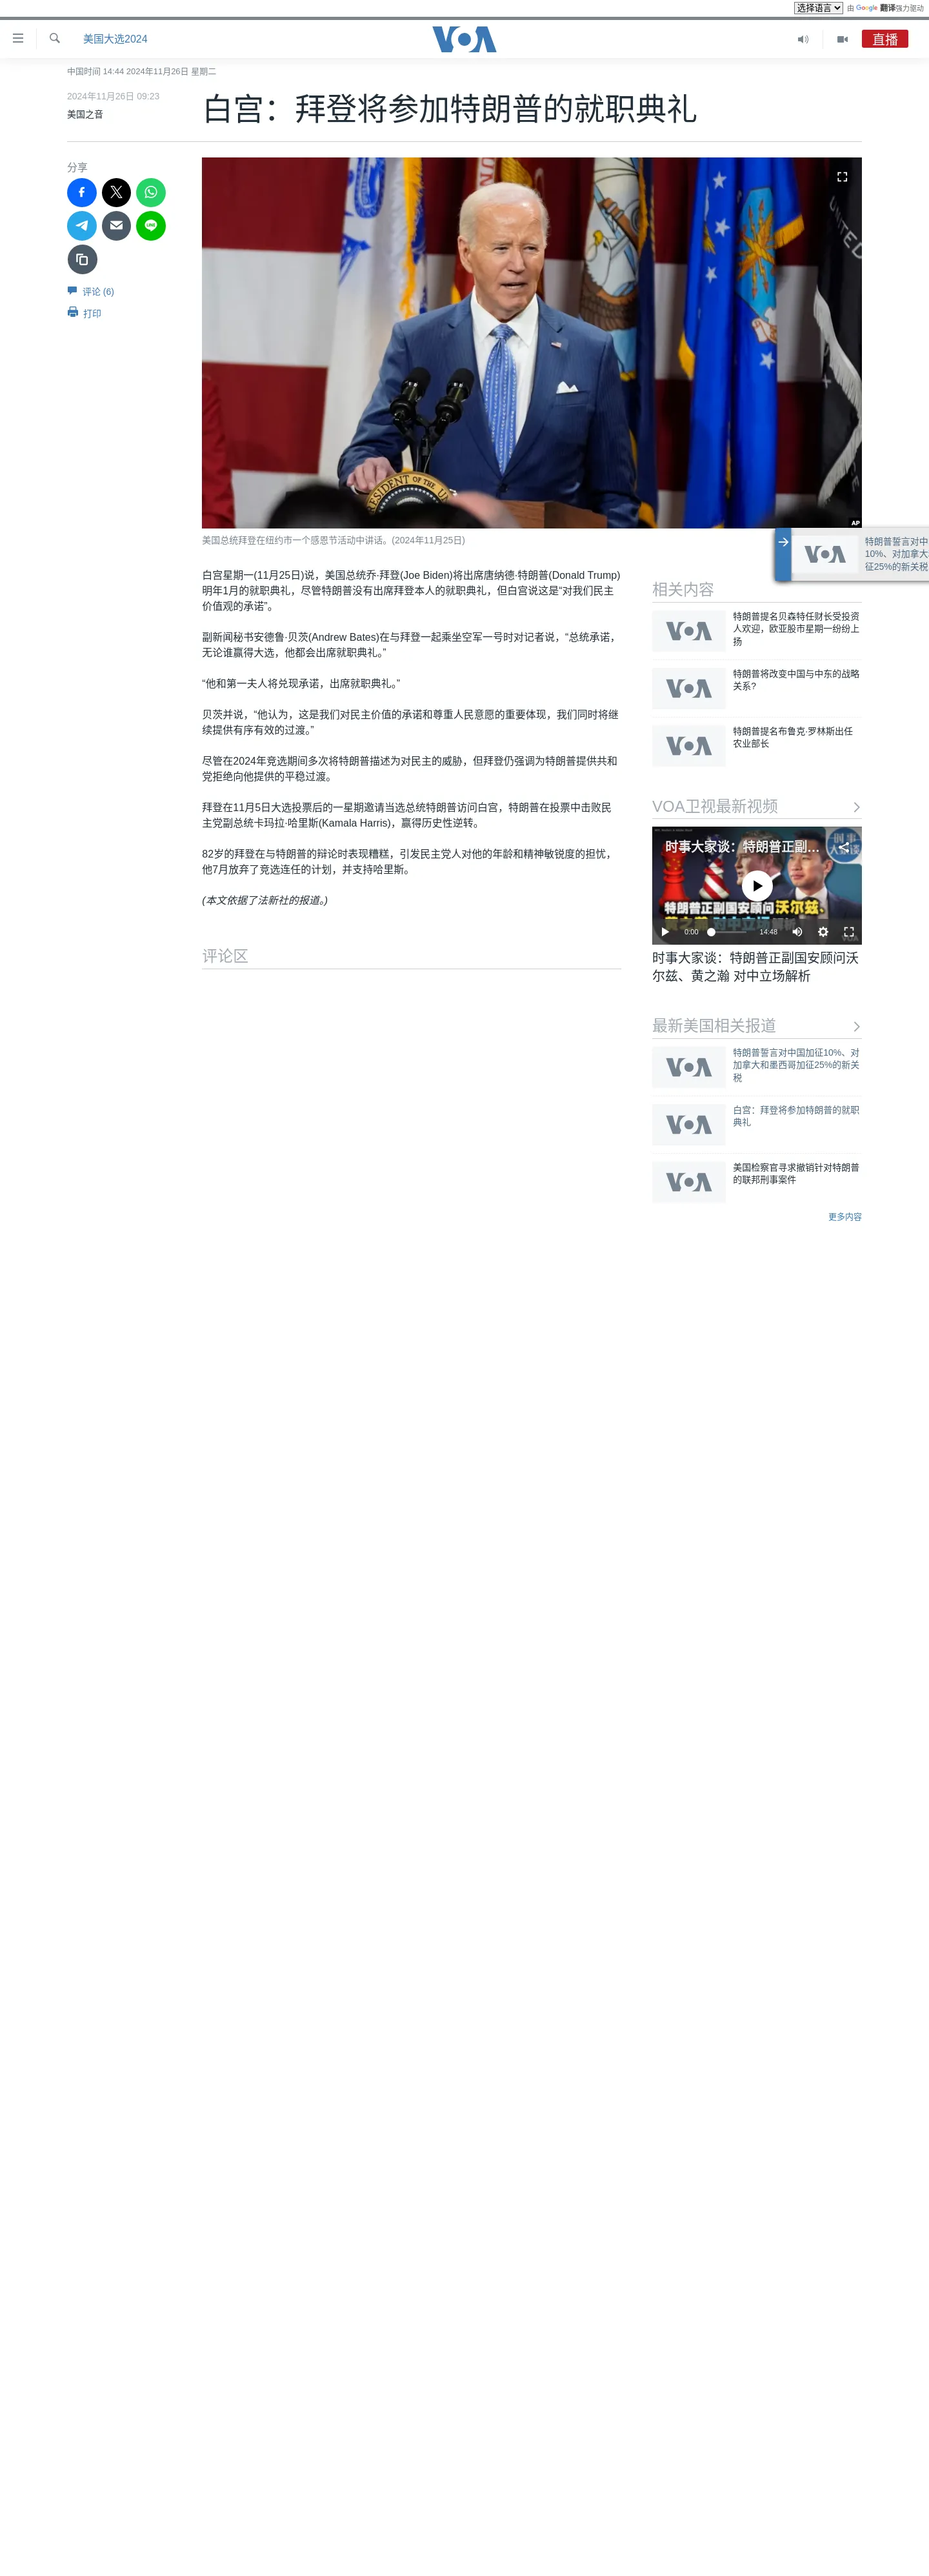 选择语言 由 Google 翻译强力驱动
美国大选2024
VOA
直播
中国时间 14:44 2024年11月26日 星期二
2024年11月26日 09:23
美国之音
白宫：拜登将参加特朗普的就职典礼
分享
LINE
评论 (6)
打印
UNITED
PRESIDENT OF THE
AP
美国总统拜登在纽约市一个感恩节活动中讲话。(2024年11月25日)
白宫星期一(11月25日)说，美国总统乔·拜登(Joe Biden)将出席唐纳德·特朗普(Donald Trump)
明年1月的就职典礼，尽管特朗普没有出席拜登本人的就职典礼，但白宫说这是“对我们民主
价值观的承诺”。
副新闻秘书安德鲁·贝茨(Andrew Bates)在与拜登一起乘坐空军一号时对记者说，“总统承诺，
无论谁赢得大选，他都会出席就职典礼。”
“他和第一夫人将兑现承诺，出席就职典礼。”
贝茨并说，“他认为，这是我们对民主价值的承诺和尊重人民意愿的重要体现，我们同时将继
续提供有序有效的过渡。”
尽管在2024年竞选期间多次将特朗普描述为对民主的威胁，但拜登仍强调为特朗普提供共和
党拒绝向他提供的平稳过渡。
拜登在11月5日大选投票后的一星期邀请当选总统特朗普访问白宫，特朗普在投票中击败民
主党副总统卡玛拉·哈里斯(Kamala Harris)，赢得历史性逆转。
82岁的拜登在与特朗普的辩论时表现糟糕，引发民主党人对他的年龄和精神敏锐度的担忧，
他7月放弃了竞选连任的计划，并支持哈里斯。
(本文依据了法新社的报道。)
评论区
VOA
特朗普誓言对中
10%、对加拿大
征25%的新关税
相关内容
VOA
特朗普提名贝森特任财长受投资
人欢迎，欧亚股市星期一纷纷上
扬
VOA
特朗普将改变中国与中东的战略
关系?
VOA
特朗普提名布鲁克·罗林斯出任
农业部长
VOA卫视最新视频
时事大家谈：特朗普正副...
时事
大家谈
特朗普正副国安顾问沃尔兹、
黄之瀚 对中立场解析
0:00
14:48
时事大家谈：特朗普正副国安顾问沃
尔兹、黄之瀚 对中立场解析
最新美国相关报道
VOA
特朗普誓言对中国加征10%、对
加拿大和墨西哥加征25%的新关
税
VOA
白宫：拜登将参加特朗普的就职
典礼
VOA
美国检察官寻求撤销针对特朗普
的联邦刑事案件
更多内容